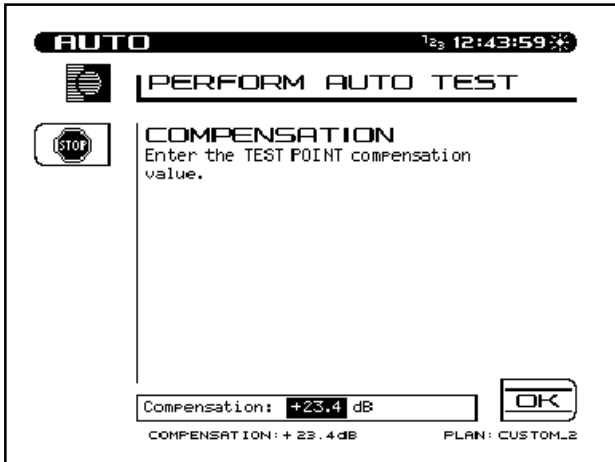 AUTO 123 12:43:59
PERFORM AUTO TEST
STOP
COMPENSATION
Enter the TEST POINT compensation
value.
Compensation: +23.4 dB
OK
COMPENSATION:+23.4dB PLAN: CUSTOM_2